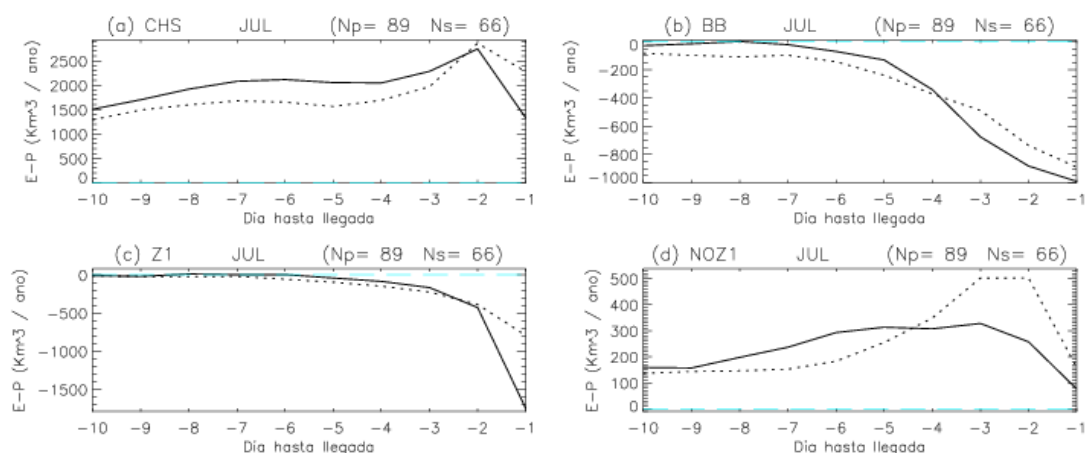 (a) CHS JUL (Np= 89 Ns= 66)
E-P (Km^3 / ano)
2500
2000
1500
1000
500
0
-10 -9 -8 -7 -6 -5 -4 -3 -2 -1
Dia hasta llegada
(b) BB JUL (Np= 89 Ns= 66)
E-P (Km^3 / ano)
0
-200
-400
-600
-800
-1000
-10 -9 -8 -7 -6 -5 -4 -3 -2 -1
Dia hasta llegada
(c) Z1 JUL (Np= 89 Ns= 66)
E-P (Km^3 / ano)
0
-500
-1000
-1500
-10 -9 -8 -7 -6 -5 -4 -3 -2 -1
Dia hasta llegada
(d) NOZ1 JUL (Np= 89 Ns= 66)
E-P (Km^3 / ano)
500
400
300
200
100
0
-10 -9 -8 -7 -6 -5 -4 -3 -2 -1
Dia hasta llegada